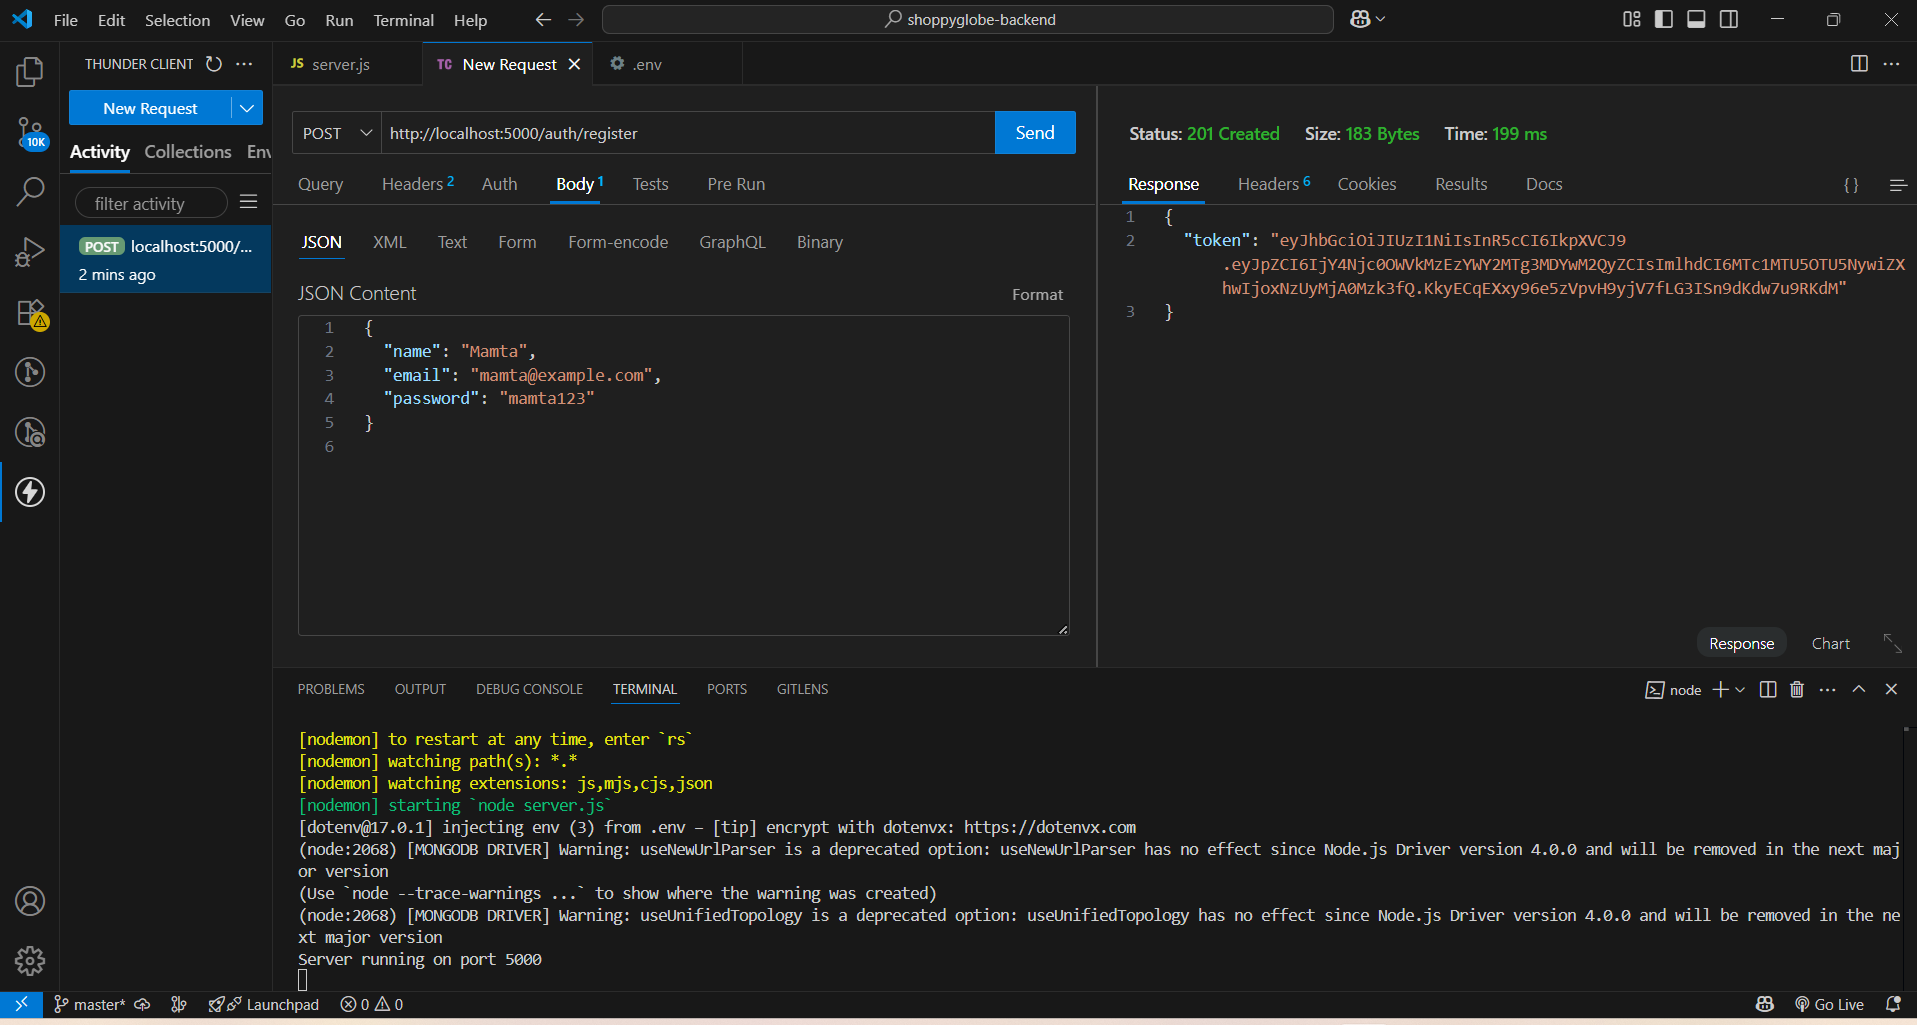 File Edit Selection View Go Run Terminal Help
shoppyglobe-backend
THUNDER CLIENT
New Request
Activity Collections Env
filter activity
POST localhost:5000/...
2 mins ago
10K
JS server.js
TC New Request
.env
POST http://localhost:5000/auth/register Send
Query Headers 2 Auth Body 1 Tests Pre Run
JSON XML Text Form Form-encode GraphQL Binary
JSON Content Format
1 {
2 "name": "Mamta",
3 "email": "mamta@example.com",
4 "password": "mamta123"
5 }
6
Status: 201 Created Size: 183 Bytes Time: 199 ms
Response Headers 6 Cookies Results Docs { }
1 {
2 "token": "eyJhbGciOiJIUzI1NiIsInR5cCI6IkpXVCJ9
.eyJpZCI6IjY4Njc0OWVkMzEzYWY2MTg3MDYwM2QyZCIsImlhdCI6MTc1MTU5OTU5NywiZX
hwIjoxNzUyMjA0Mzk3fQ.KkyECqEXxy96e5zVpvH9yjV7fLG3ISn9dKdw7u9RKdM"
3 }
Response Chart
PROBLEMS OUTPUT DEBUG CONSOLE TERMINAL PORTS GITLENS
node
[nodemon] to restart at any time, enter `rs`
[nodemon] watching path(s): *.*
[nodemon] watching extensions: js,mjs,cjs,json
[nodemon] starting `node server.js`
[dotenv@17.0.1] injecting env (3) from .env – [tip] encrypt with dotenvx: https://dotenvx.com
(node:2068) [MONGODB DRIVER] Warning: useNewUrlParser is a deprecated option: useNewUrlParser has no effect since Node.js Driver version 4.0.0 and will be removed in the next maj
or version
(Use `node --trace-warnings ...` to show where the warning was created)
(node:2068) [MONGODB DRIVER] Warning: useUnifiedTopology is a deprecated option: useUnifiedTopology has no effect since Node.js Driver version 4.0.0 and will be removed in the ne
xt major version
Server running on port 5000
master* Launchpad 0 0 Go Live